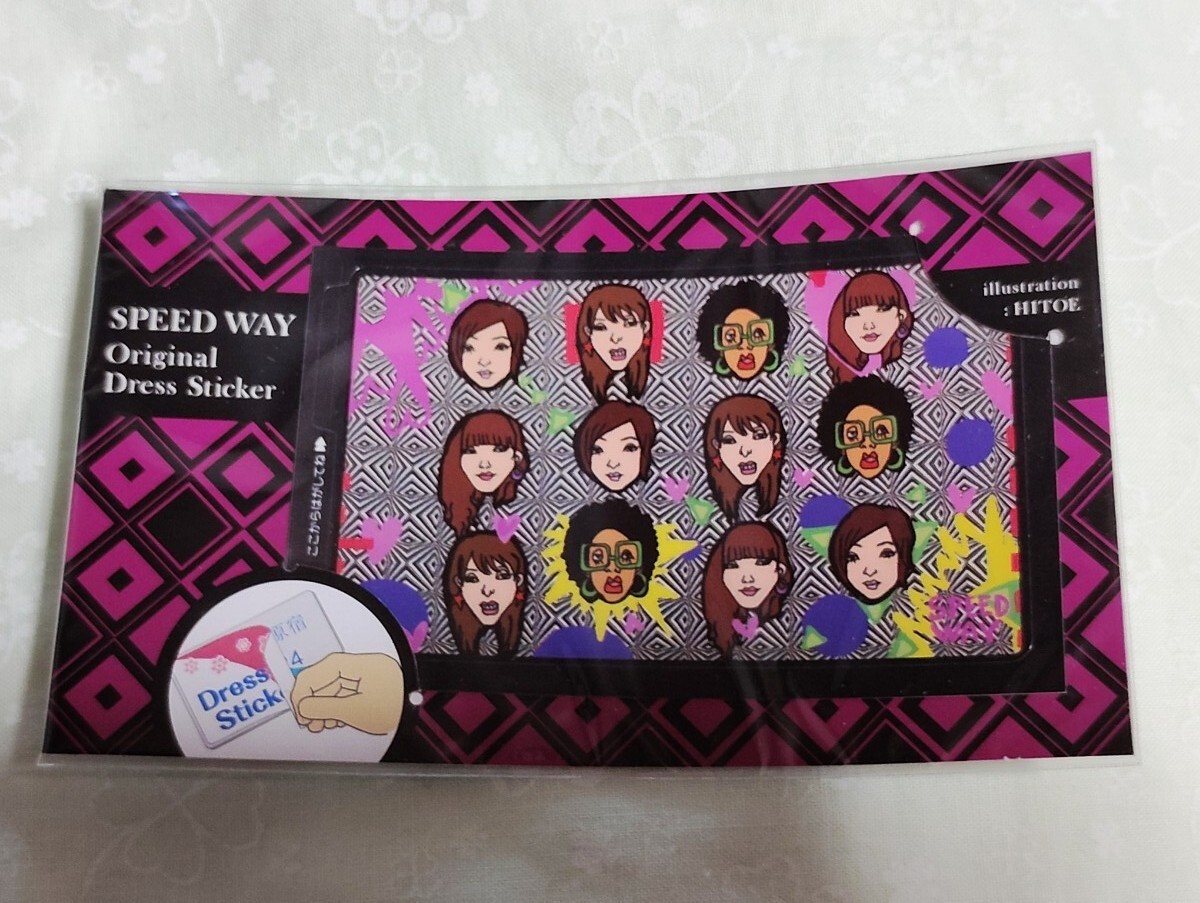 SPEED WAY
Original
Dress Sticker
illustration
: HITOE
ここからはがしてね
原宿
4
Dress
Stick
SPEED
WAY